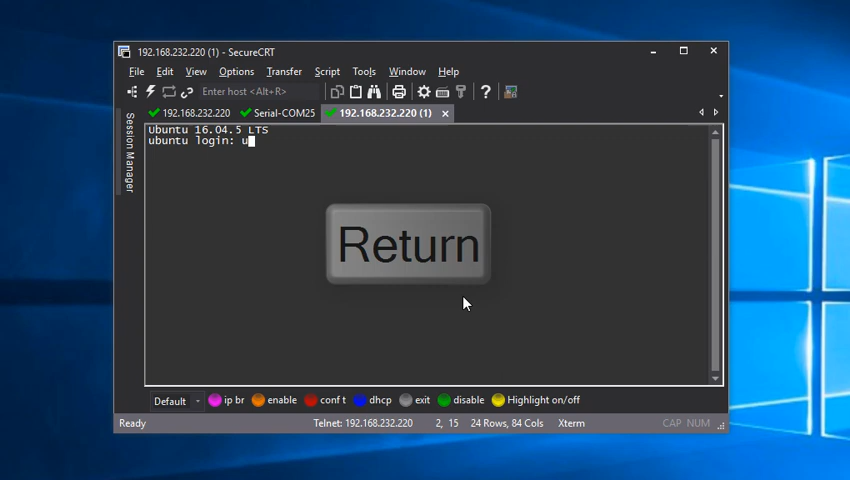 192.168.232.220 (1) - SecureCRT
File Edit View Options Transfer Script Tools Window Help
Enter host <Alt+R>
192.168.232.220 Serial-COM25 192.168.232.220 (1)
Session Manager
Ubuntu 16.04.5 LTS
ubuntu login: u
Return
Default ip br enable conf t dhcp exit disable Highlight on/off
Ready Telnet: 192.168.232.220 2, 15 24 Rows, 84 Cols Xterm CAP NUM